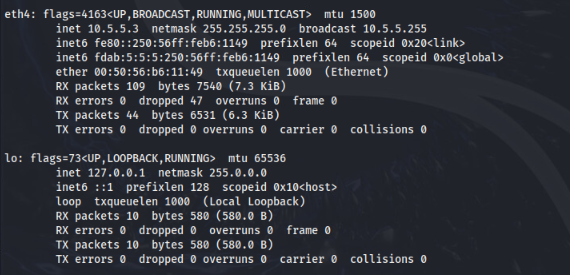 eth4: flags=4163<UP,BROADCAST,RUNNING,MULTICAST>  mtu 1500
        inet 10.5.5.3  netmask 255.255.255.0  broadcast 10.5.5.255
        inet6 fe80::250:56ff:feb6:1149  prefixlen 64  scopeid 0x20<link>
        inet6 fdab:5:5:5:250:56ff:feb6:1149  prefixlen 64  scopeid 0x0<global>
        ether 00:50:56:b6:11:49  txqueuelen 1000  (Ethernet)
        RX packets 109  bytes 7540 (7.3 KiB)
        RX errors 0  dropped 47  overruns 0  frame 0
        TX packets 44  bytes 6531 (6.3 KiB)
        TX errors 0  dropped 0 overruns 0  carrier 0  collisions 0
lo: flags=73<UP,LOOPBACK,RUNNING>  mtu 65536
        inet 127.0.0.1  netmask 255.0.0.0
        inet6 ::1  prefixlen 128  scopeid 0x10<host>
        loop  txqueuelen 1000  (Local Loopback)
        RX packets 10  bytes 580 (580.0 B)
        RX errors 0  dropped 0  overruns 0  frame 0
        TX packets 10  bytes 580 (580.0 B)
        TX errors 0  dropped 0 overruns 0  carrier 0  collisions 0